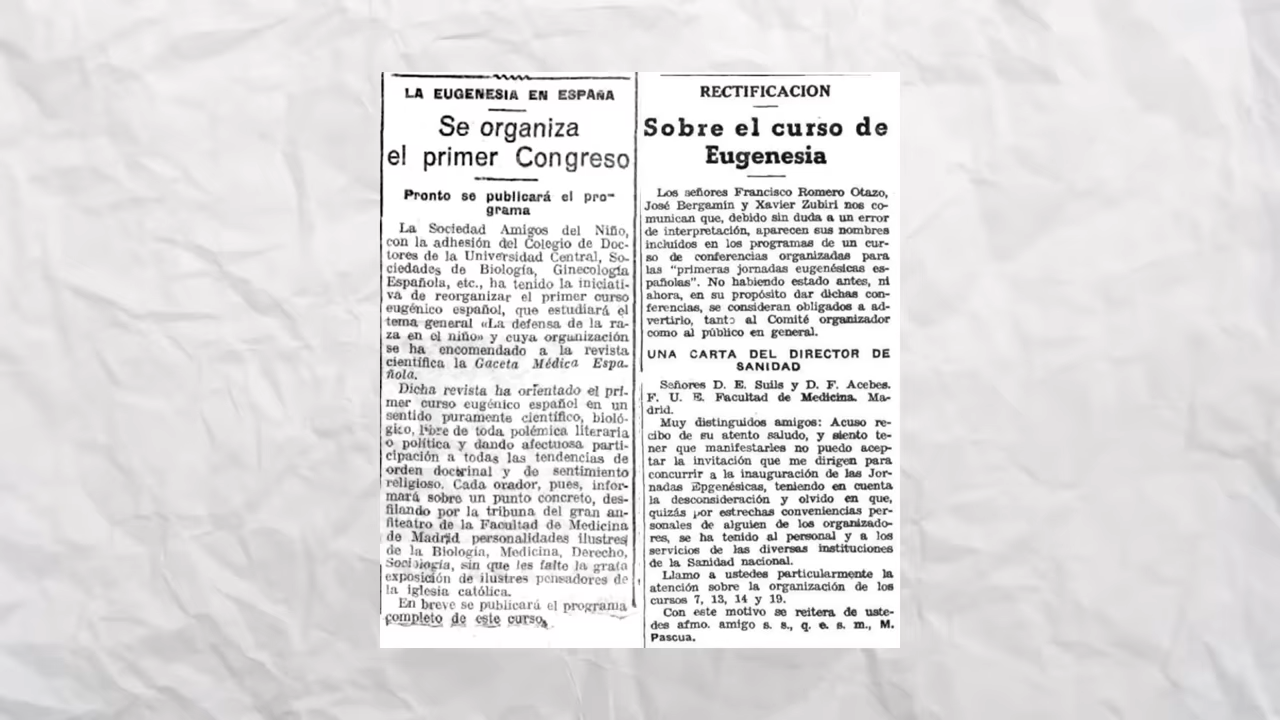 LA EUGENESIA EN ESPAÑA
Se organiza
el primer Congreso
Pronto se publicará el pro-
grama
La Sociedad Amigos del Niño,
con la adhesión del Colegio de Doc-
tores de la Universidad Central, So-
ciedades de Biología, Ginecología
Española, etc., ha tenido la iniciati-
va de reorganizar el primer curso
eugénico español, que estudiará el
tema general «La defensa de la ra-
za en el niño» y cuya organización
se ha encomendado a la revista
científica la Gaceta Médica Espa-
ñola.
Dicha revista ha orientado el pri-
mer curso eugénico español en un
sentido puramente científico, bioló-
gico, libre de toda polémica literaria
o política y dando afectuosa parti-
cipación a todas las tendencias de
orden doctrinal y de sentimiento
religioso. Cada orador, pues, infor-
mará sobre un punto concreto, des-
filando por la tribuna del gran an-
fiteatro de la Facultad de Medicina
de Madrid personalidades ilustres
de la Biología, Medicina, Derecho,
Sociología, sin que les falte la grata
exposición de ilustres pensadores de
la iglesia católica.
En breve se publicará el programa
completo de este curso.
RECTIFICACION
Sobre el curso de
Eugenesia
Los señores Francisco Romero Otazo,
José Bergamín y Xavier Zubiri nos co-
munican que, debido sin duda a un error
de interpretación, aparecen sus nombres
incluídos en los programas de un cur-
so de conferencias organizadas para
las "primeras jornadas eugenésicas es-
pañolas". No habiendo estado antes, ni
ahora, en su propósito dar dichas con-
ferencias, se consideran obligados a ad-
vertirlo, tanto al Comité organizador
como al público en general.
UNA CARTA DEL DIRECTOR DE
SANIDAD
Señores D. E. Suils y D. F. Acebes.
F. U. E. Facultad de Medicina. Ma-
drid.
Muy distinguidos amigos: Acuso re-
cibo de su atento saludo, y siento te-
ner que manifestarles no puedo acep-
tar la invitación que me dirigen para
concurrir a la inauguración de las Jor-
nadas Epgenésicas, teniendo en cuenta
la desconsideración y olvido en que,
quizás por estrechas conveniencias per-
sonales de alguien de los organizado-
res, se ha tenido al personal y a los
servicios de las diversas instituciones
de la Sanidad nacional.
Llamo a ustedes particularmente la
atención sobre la organización de los
cursos 7, 13, 14 y 19.
Con este motivo se reitera de uste-
des afmo. amigo s. s., q. e. s. m., M.
Pascua.